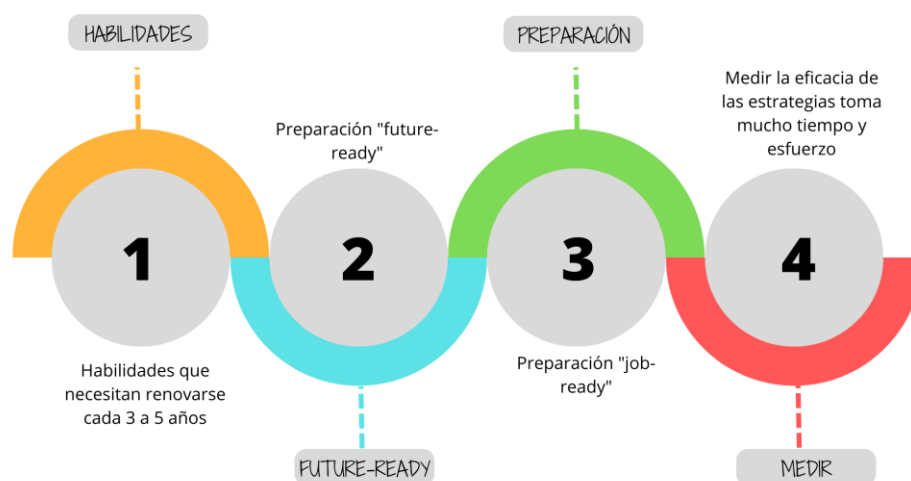 HABILIDADES
1
Habilidades que
necesitan renovarse
cada 3 a 5 años
Preparación "future-
ready"
2
FUTURE-READY
PREPARACIÓN
3
Preparación "job-
ready"
Medir la eficacia de
las estrategias toma
mucho tiempo y
esfuerzo
4
MEDIR